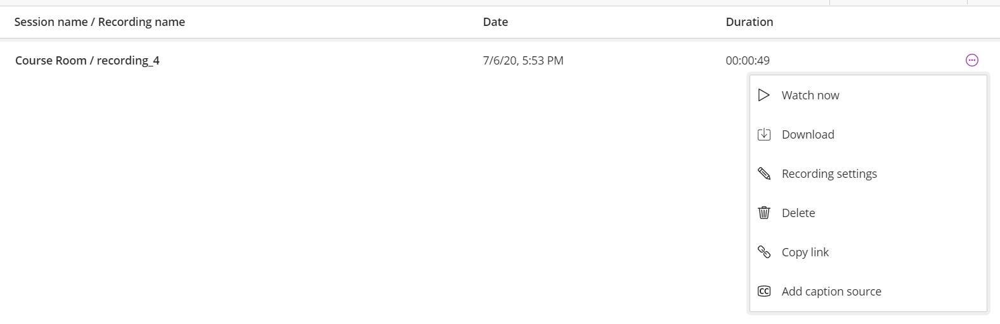 Session name / Recording name Date Duration
Course Room / recording_4 7/6/20, 5:53 PM 00:00:49
Watch now
Download
Recording settings
Delete
Copy link
CC Add caption source